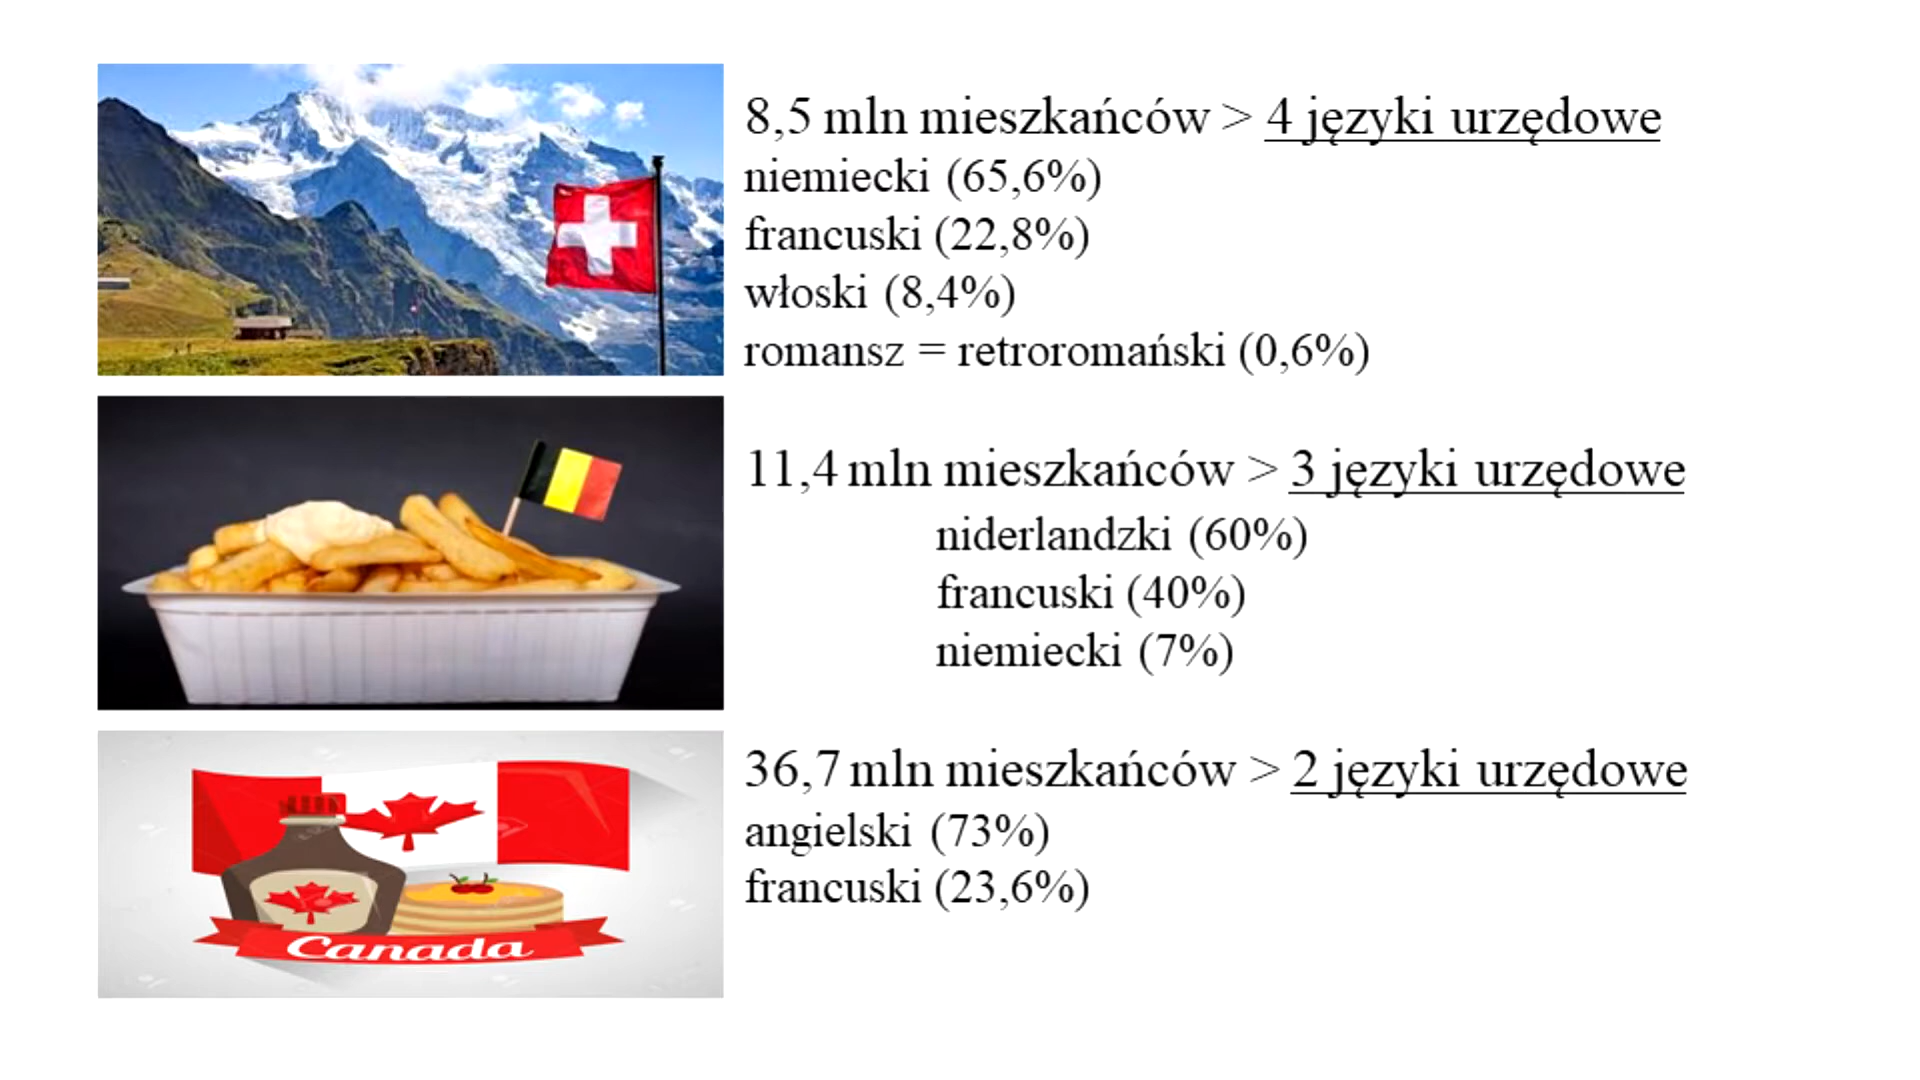 8,5 mln mieszkańców > 4 języki urzędowe
niemiecki (65,6%)
francuski (22,8%)
włoski (8,4%)
romansz = retroromański (0,6%)
11,4 mln mieszkańców > 3 języki urzędowe
niderlandzki (60%)
francuski (40%)
niemiecki (7%)
36,7 mln mieszkańców > 2 języki urzędowe
angielski (73%)
francuski (23,6%)
Canada